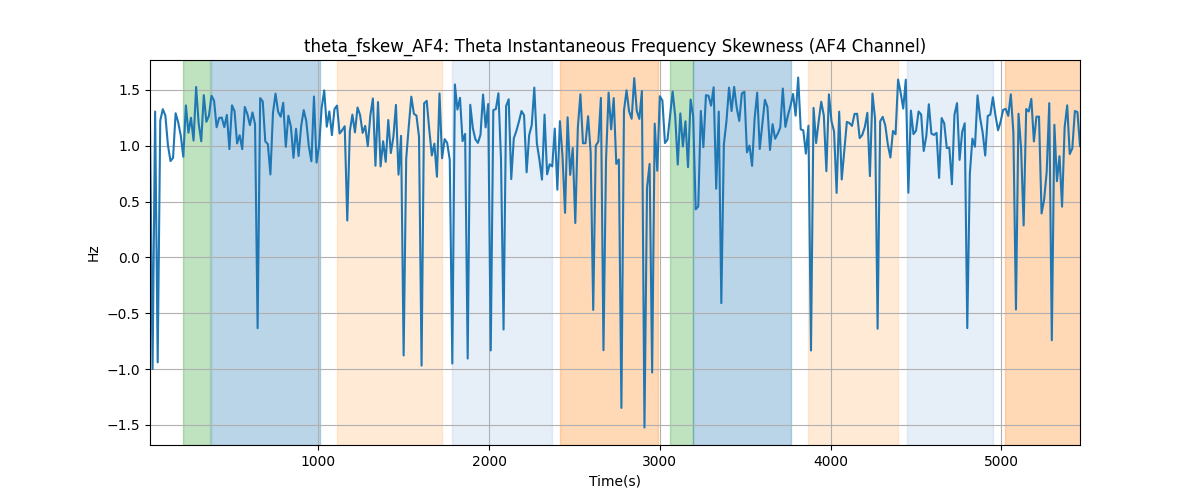 theta_fskew_AF4: Theta Instantaneous Frequency Skewness (AF4 Channel)
1.5
1.0
0.5
0.0
−0.5
−1.0
−1.5
Hz
1000 2000 3000 4000 5000
Time(s)